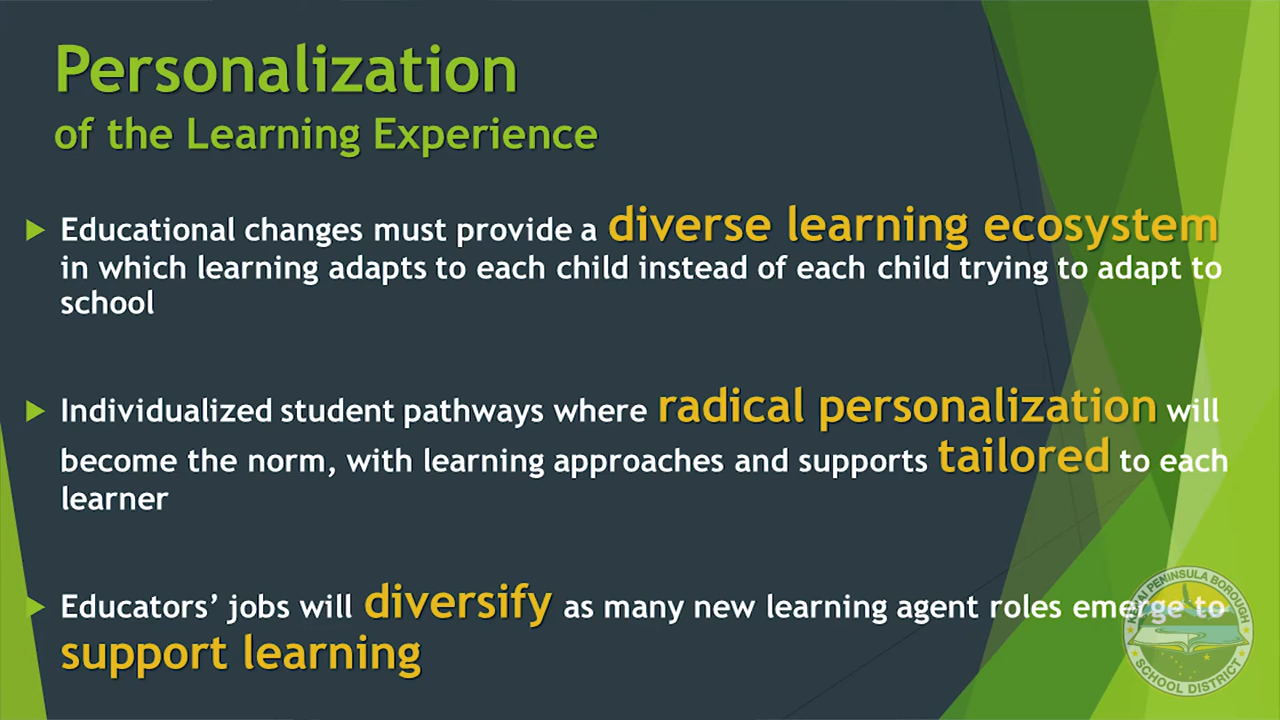 Personalization
of the Learning Experience
Educational changes must provide a diverse learning ecosystem
in which learning adapts to each child instead of each child trying to adapt to
school
Individualized student pathways where radical personalization will
become the norm, with learning approaches and supports tailored to each
learner
Educators’ jobs will diversify as many new learning agent roles emerge to
support learning
KENAI PENINSULA BOROUGH
SCHOOL DISTRICT